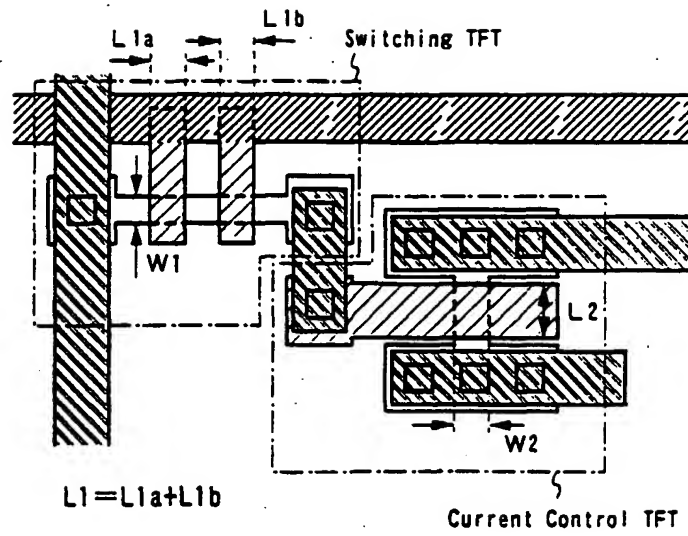 L1b
L1a
Switching TFT
W1
L2
W2
L1=L1a+L1b
Current Control TFT